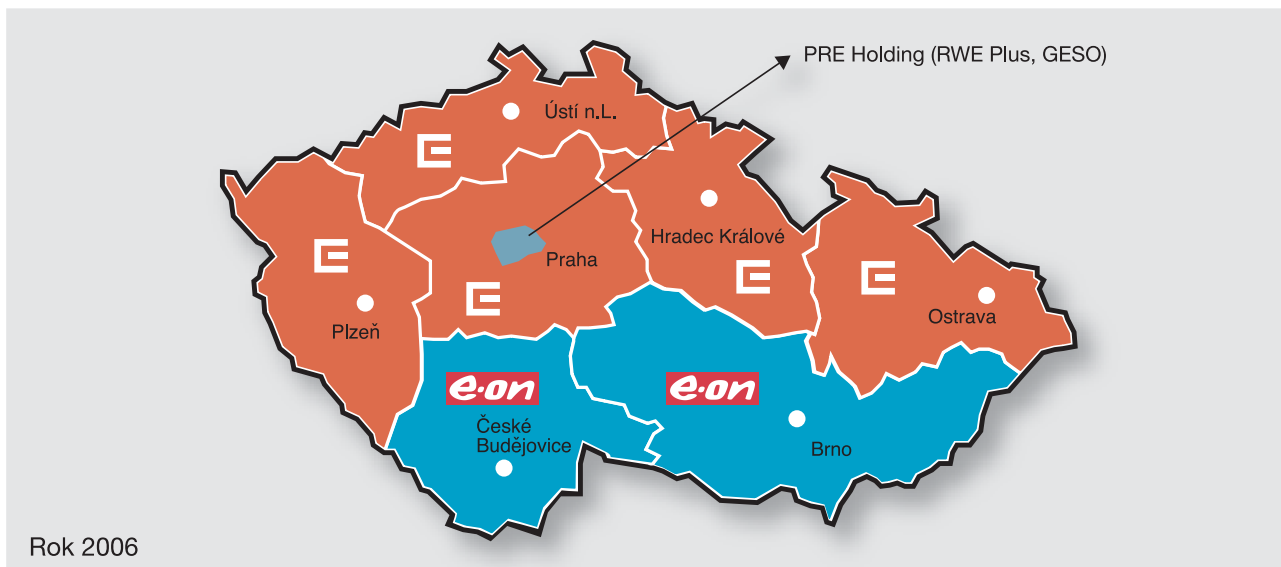 PRE Holding (RWE Plus, GESO)
Ústí n.L.
Hradec Králové
Praha
Plzeň
Ostrava
e·on
e·on
České
Budějovice
Brno
Rok 2006